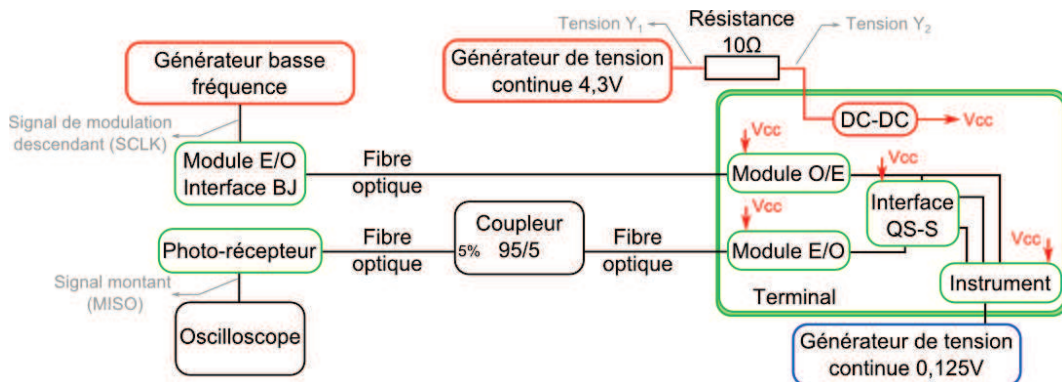 Tension Y1
Résistance
10Ω
Tension Y2
Générateur basse
fréquence
Générateur de tension
continue 4,3V
Signal de modulation
descendant (SCLK)
DC-DC
Vcc
Module E/O
Interface BJ
Fibre
optique
Vcc
Module O/E
Vcc
Interface
QS-S
Photo-récepteur
Fibre
optique
5%
Coupleur
95/5
Fibre
optique
Vcc
Module E/O
Vcc
Instrument
Signal montant
(MISO)
Terminal
Oscilloscope
Générateur de tension
continue 0,125V